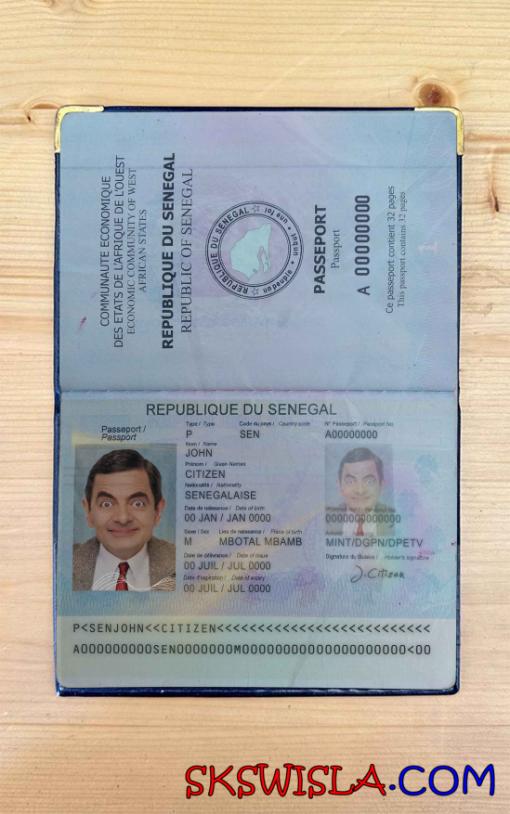 COMMUNAUTE ECONOMIQUE
DES ETATS DE L'AFRIQUE DE L'OUEST
ECONOMIC COMMUNITY OF WEST
AFRICAN STATES
REPUBLIQUE DU SENEGAL
REPUBLIC OF SENEGAL
REPUBLIQUE DU SENEGAL ☆ un peuple • un but • une foi ☆
PASSEPORT
Passport
A 00000000
Ce passeport contient 32 pages
This passport contains 32 pages
REPUBLIQUE DU SENEGAL
Passeport /
Passport
Type / Type Code du pays / Country code N° Passeport / Passport No
P SEN A00000000
Nom / Name
JOHN
Prénom / Given Names
CITIZEN
Nationalité / Nationality
SENEGALAISE
Date de naissance / Date of birth
00 JAN / JAN 0000 0000000000000
Sexe / Sex Lieu de naissance / Place of birth
M MBOTAL MBAMB MINT/DGPN/DPETV
Date de délivrance / Date of issue Signature du titulaire / Holder's signature
00 JUIL / JUL 0000 J-Citizen
Date d'expiration / Date of expiry
00 JUIL / JUL 0000
P<SENJOHN<<CITIZEN<<<<<<<<<<<<<<<<<<<<<<<<<<
A000000000SEN0000000M00000000000000000000<00
SKSWISLA.COM